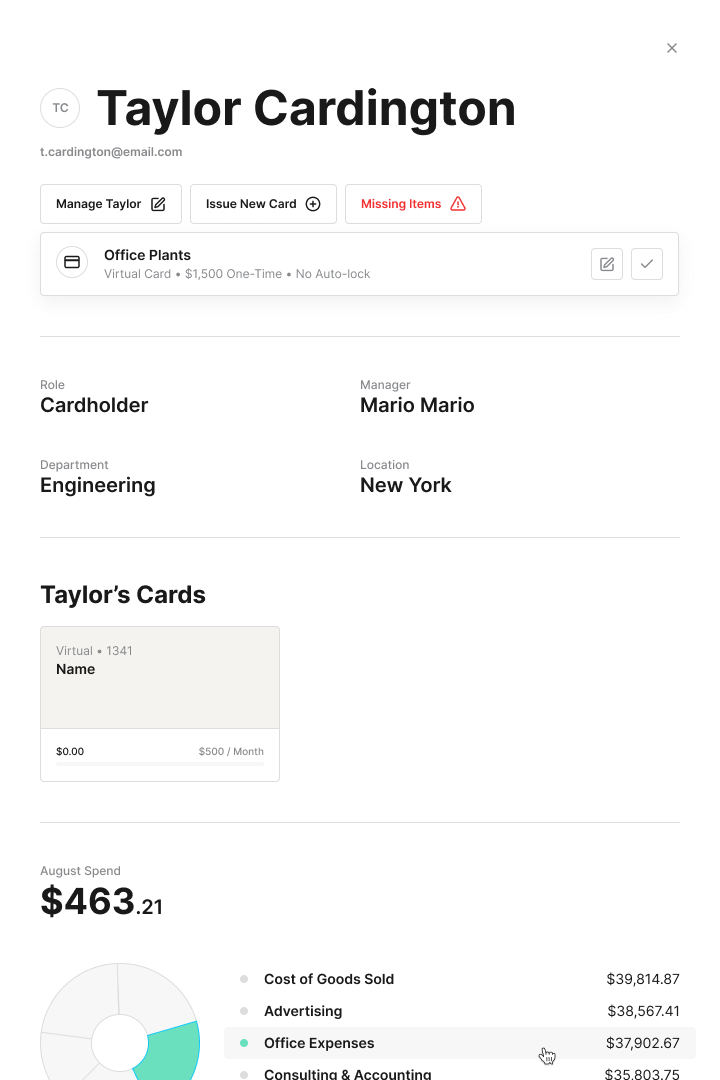 TC Taylor Cardington
t.cardington@email.com
Manage Taylor Issue New Card Missing Items
Office Plants
Virtual Card • $1,500 One-Time • No Auto-lock
Role Manager
Cardholder Mario Mario
Department Location
Engineering New York
Taylor’s Cards
Virtual • 1341
Name
$0.00 $500 / Month
August Spend
$463.21
Cost of Goods Sold $39,814.87
Advertising $38,567.41
Office Expenses $37,902.67
Consulting & Accounting $35,803.75